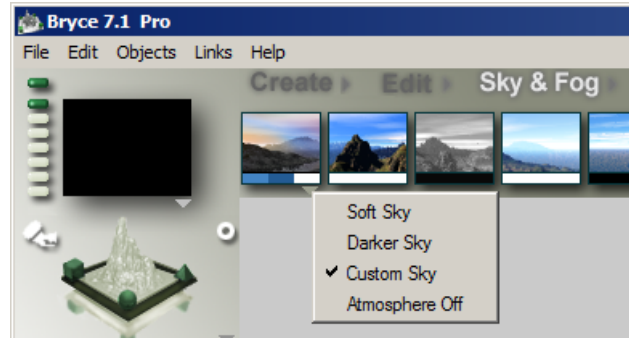 Bryce 7.1 Pro
File Edit Objects Links Help
Create Edit Sky & Fog
Soft Sky
Darker Sky
Custom Sky
Atmosphere Off